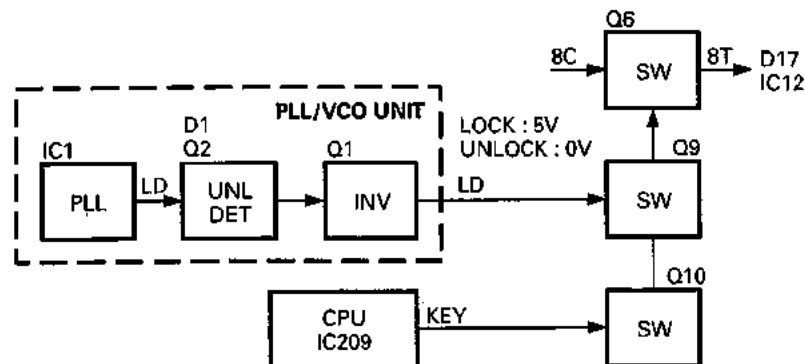 Q6
8C
SW
8T
D17
IC12
PLL/VCO UNIT
LOCK : 5V
UNLOCK : 0V
IC1
D1
Q2
Q1
Q9
PLL
LD
UNL
DET
INV
LD
SW
Q10
CPU
IC209
KEY
SW